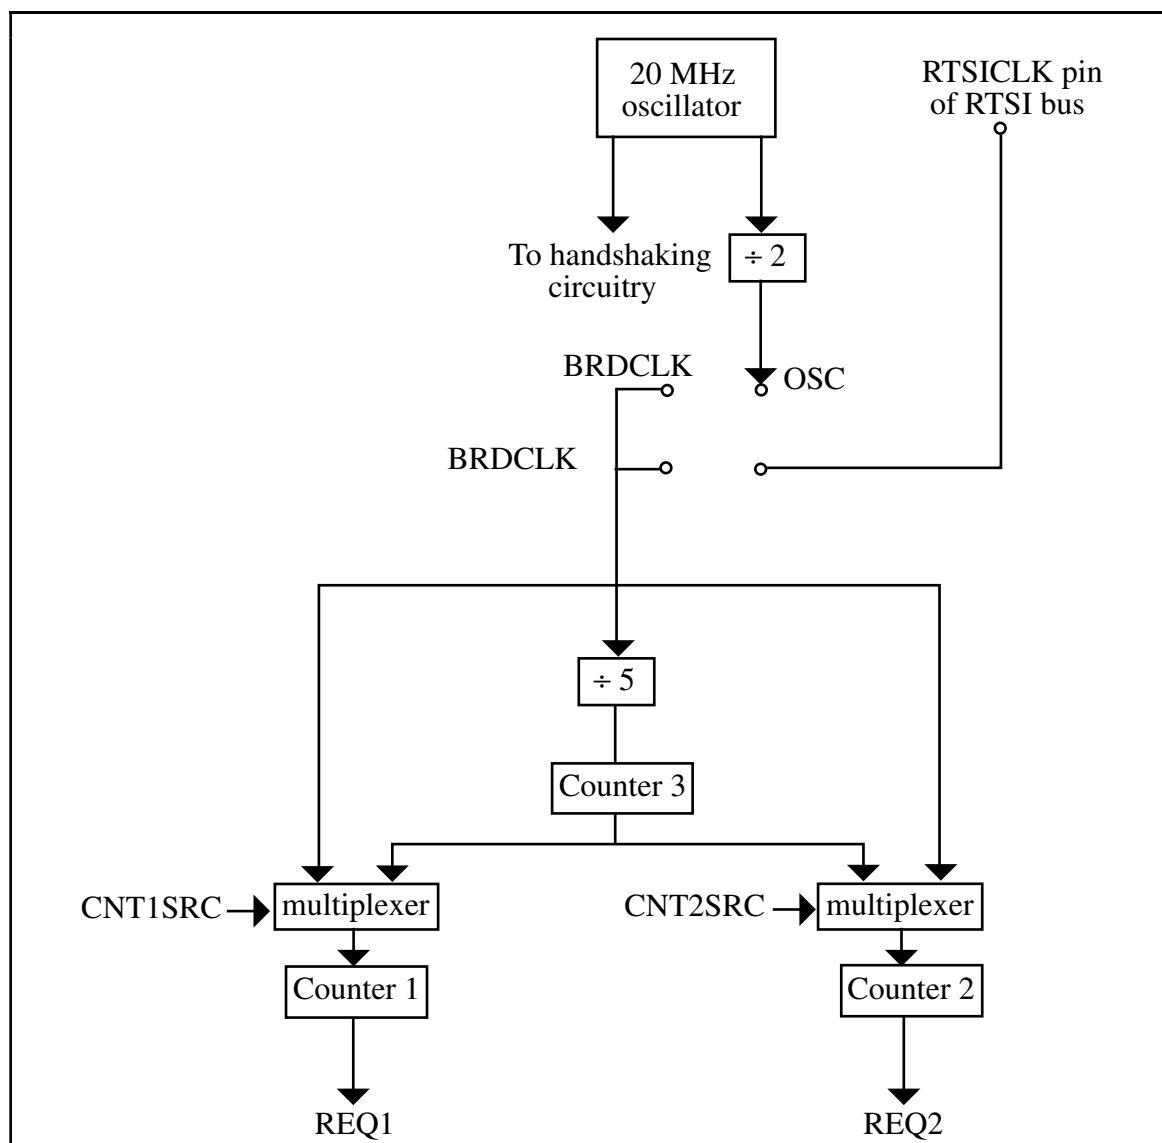 20 MHz
oscillator
RTSICLK pin
of RTSI bus
To handshaking
circuitry
÷ 2
BRDCLK
OSC
BRDCLK
÷ 5
Counter 3
CNT1SRC
multiplexer
CNT2SRC
multiplexer
Counter 1
Counter 2
REQ1
REQ2